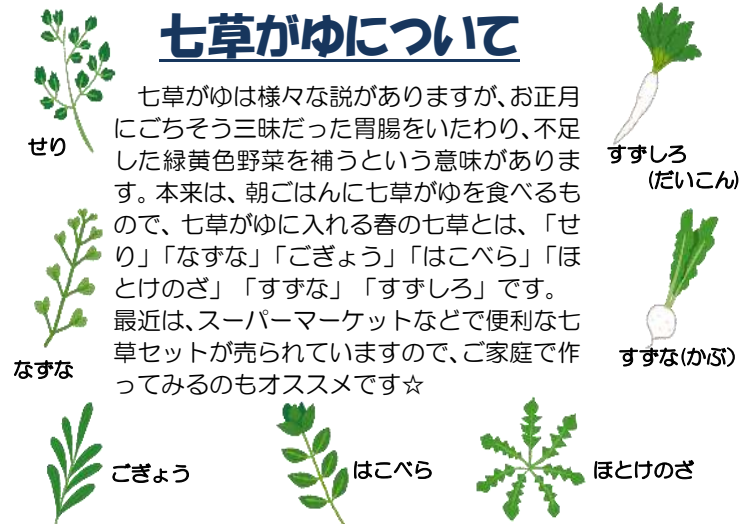 七草がゆについて
七草がゆは様々な説がありますが、お正月
にごちそう三昧だった胃腸をいたわり、不足
した緑黄色野菜を補うという意味がありま
す。本来は、朝ごはんに七草がゆを食べるも
ので、七草がゆに入れる春の七草とは、「せ
り」「なずな」「ごぎょう」「はこべら」「ほ
とけのざ」「すずな」「すずしろ」です。
最近は、スーパーマーケットなどで便利な七
草セットが売られていますので、ご家庭で作
ってみるのもオススメです☆
せり
すずしろ
(だいこん)
なずな
すずな(かぶ)
ごぎょう
はこべら
ほとけのざ